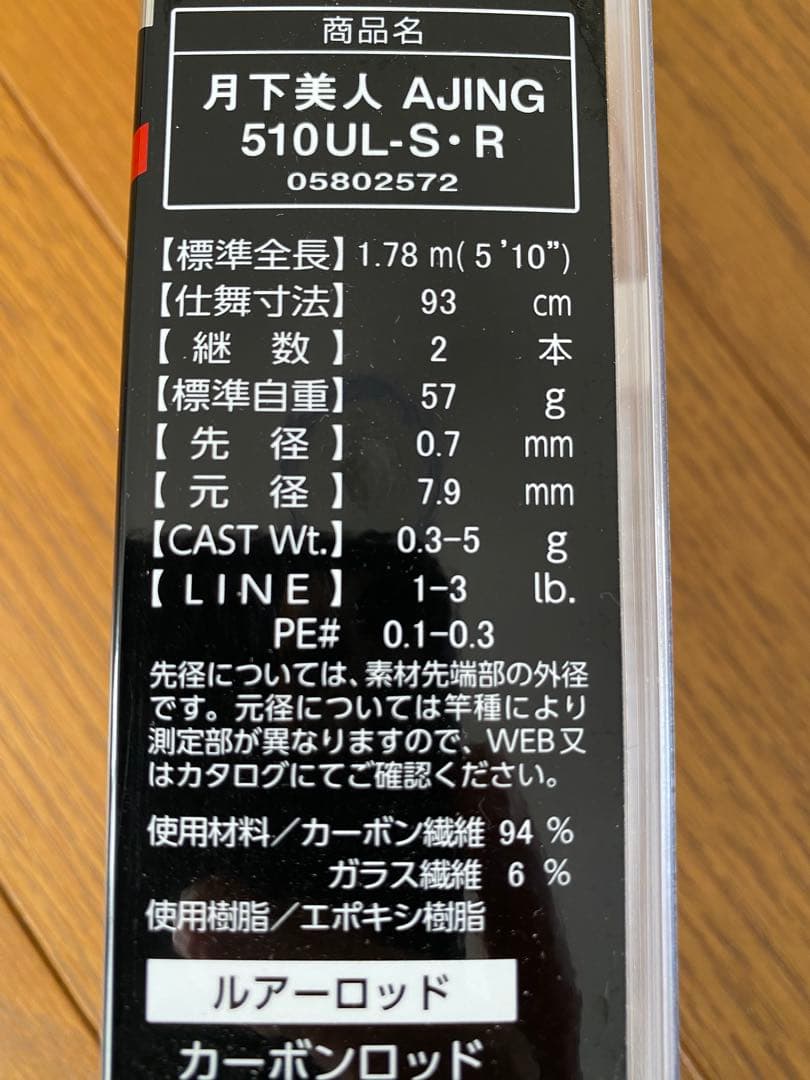 商品名
月下美人 AJING
510UL-S・R
05802572
【標準全長】1.78 m( 5 ’10”)
【仕舞寸法】 93 cm
【 継 数 】 2 本
【標準自重】 57 g
【 先 径 】 0.7 mm
【 元 径 】 7.9 mm
【CAST Wt.】 0.3-5 g
【 LINE 】 1-3 lb.
PE# 0.1-0.3
先径については、素材先端部の外径
です。元径については竿種により
測定部が異なりますので、WEB又
はカタログにてご確認ください。
使用材料／カーボン繊維 94 %
ガラス繊維 6 %
使用樹脂／エポキシ樹脂
ルアーロッド
カーボンロッド